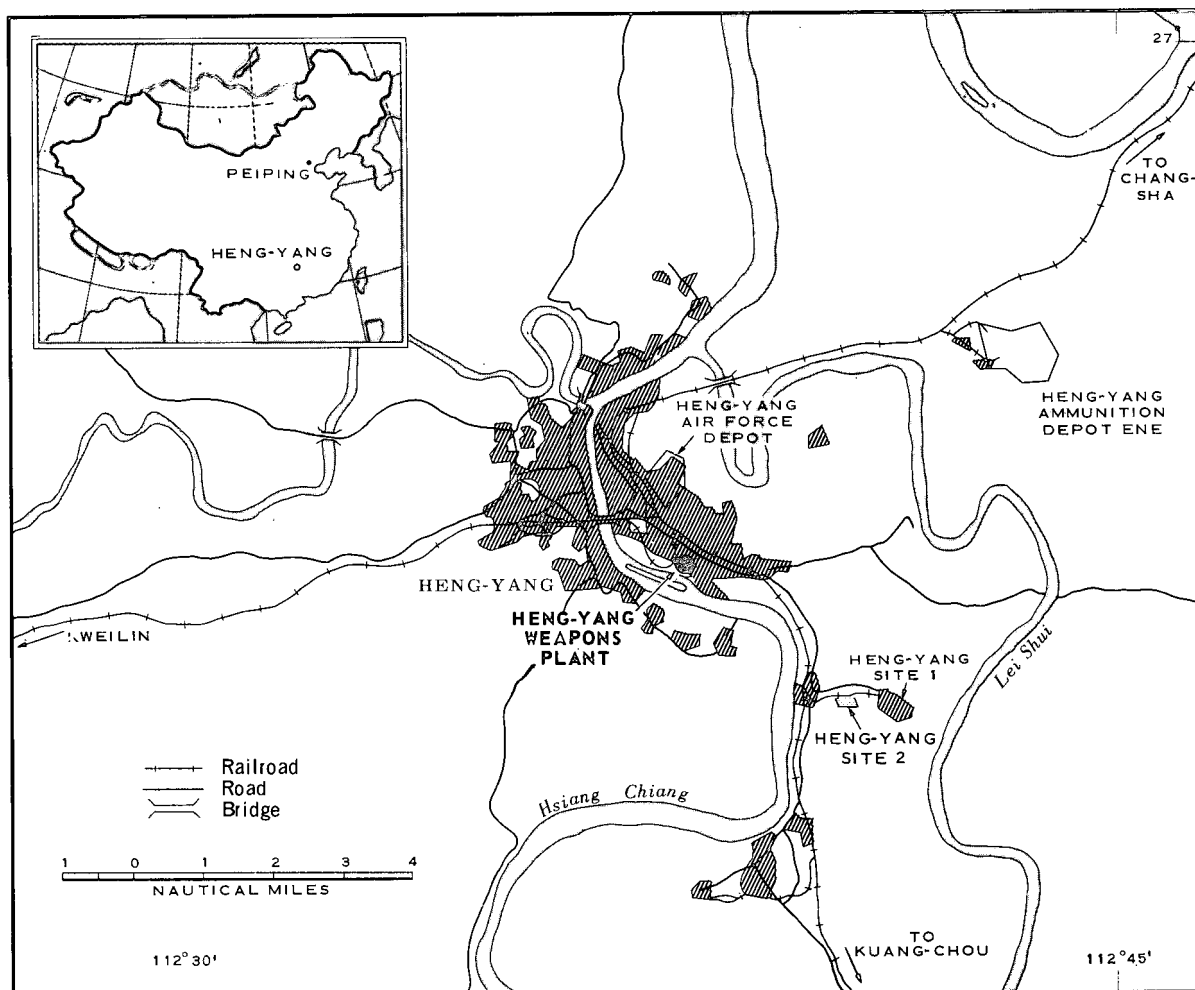 PEIPING
HENG-YANG
27
TO
CHANG-
SHA
HENG-YANG
AIR FORCE
DEPOT
HENG-YANG
AMMUNITION
DEPOT ENE
HENG-YANG
HENG-YANG
WEAPONS
PLANT
KWEILIN
Lei Shui
HENG-YANG
SITE 1
HENG-YANG
SITE 2
Railroad
Road
Bridge
Hsiang Chiang
1 0 1 2 3 4
NAUTICAL MILES
TO
KUANG-CHOU
112°30'
112°45'